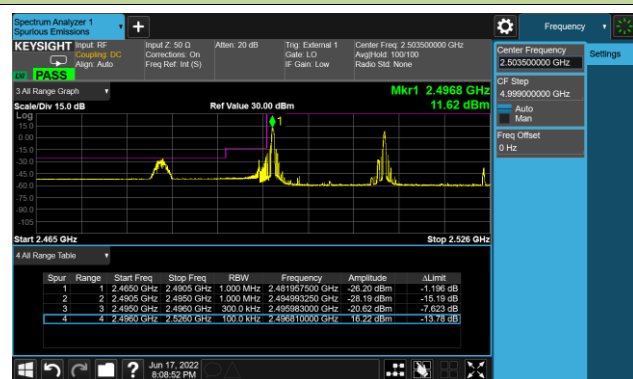 Spectrum Analyzer 1
Spurious Emissions
Frequency
KEYSIGHT Input: RF Input Z: 50 Ω Atten: 20 dB Trig: External 1 Center Freq: 2.503500000 GHz
Coupling: DC Corrections: On Gate: LO Avg|Hold: 100/100
Align: Auto Freq Ref: Int (S) IF Gain: Low Radio Std: None
PASS
Center Frequency
2.503500000 GHz
Settings
CF Step
4.999000000 GHz
Auto
Man
Freq Offset
0 Hz
3 All Range Graph
Mkr1 2.4968 GHz
Scale/Div 15.0 dB Ref Value 30.00 dBm 11.62 dBm
Log
15.0
0.00
-15.0
-30.0
-45.0
-60.0
-75.0
-90.0
-105
1
Start 2.465 GHz Stop 2.526 GHz
4 All Range Table
Spur Range Start Freq Stop Freq RBW Frequency Amplitude ΔLimit
1 1 2.4650 GHz 2.4905 GHz 1.000 MHz 2.481957500 GHz -26.20 dBm -1.196 dB
2 2 2.4905 GHz 2.4950 GHz 1.000 MHz 2.494993250 GHz -28.19 dBm -15.19 dB
3 3 2.4950 GHz 2.4960 GHz 300.0 kHz 2.495983000 GHz -20.62 dBm -7.623 dB
4 4 2.4960 GHz 2.5260 GHz 100.0 kHz 2.496810000 GHz 16.22 dBm -13.78 dB
Jun 17, 2022
8:08:52 PM